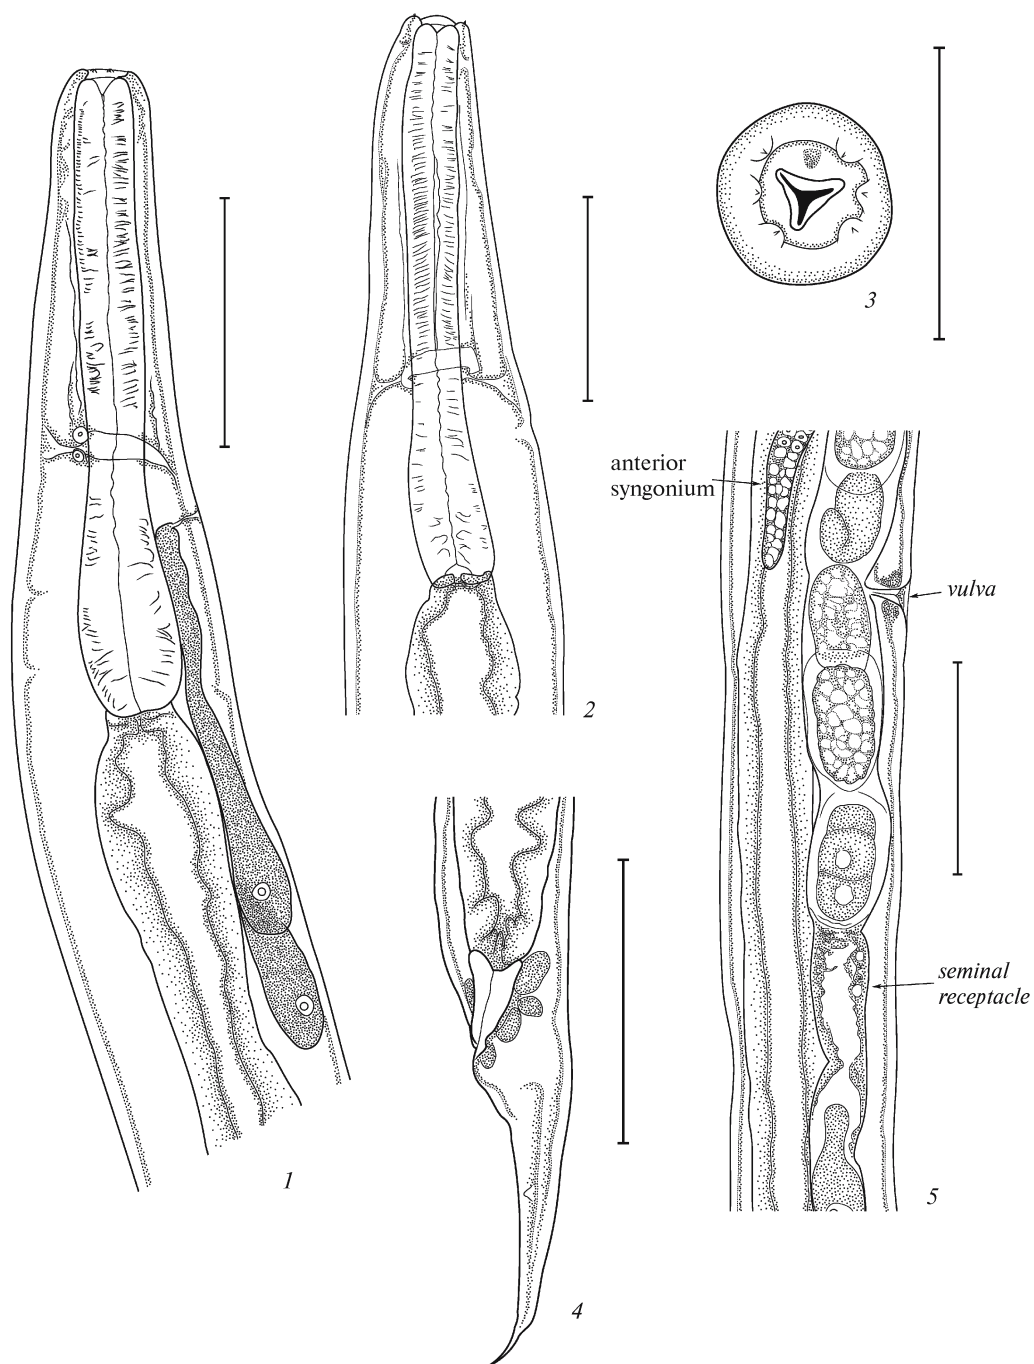 3
anterior
syngonium
vulva
2
seminal
receptacle
1
5
4